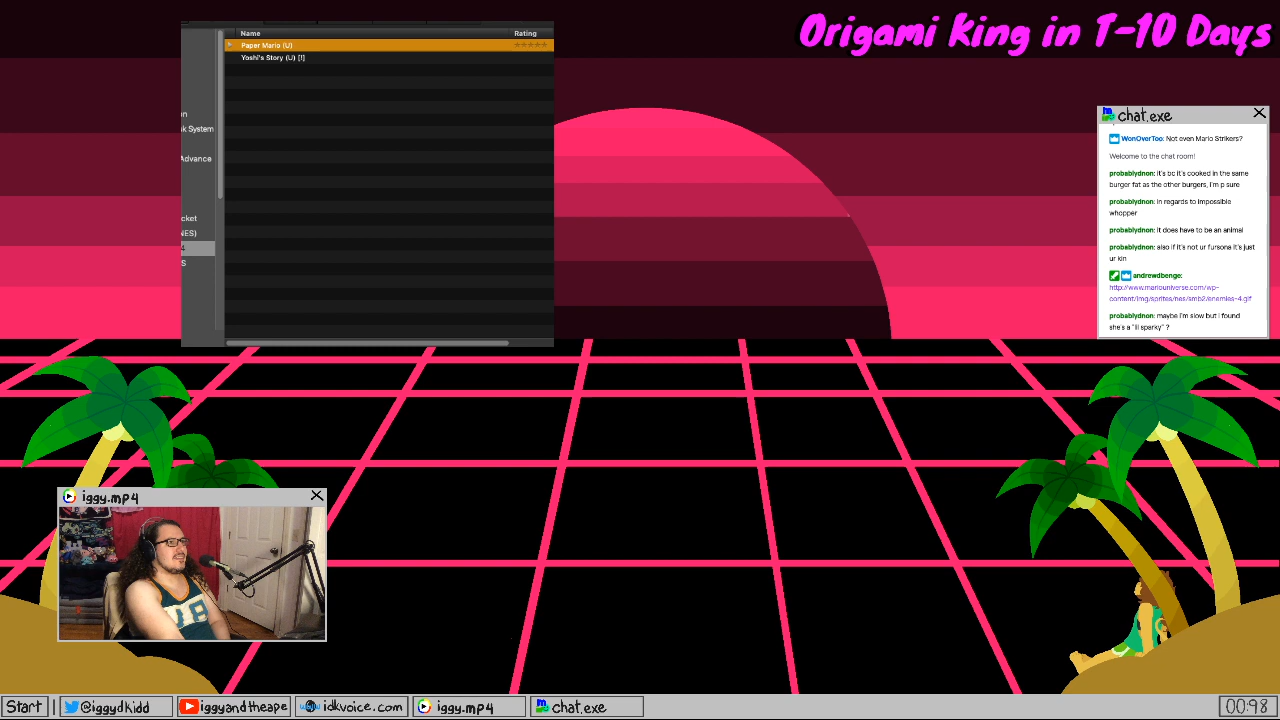 Origami King in T-10 Days
Name Rating
Paper Mario (U)
Yoshi's Story (U) [!]
k System
Advance
cket
NES)
4
S
chat.exe
WonOverToo: Not even Mario Strikers?
Welcome to the chat room!
probablydnon: it's bc it's cooked in the same
burger fat as the other burgers, I'm p sure
probablydnon: in regards to impossible
whopper
probablydnon: it does have to be an animal
probablydnon: also if it's not ur fursona it's just
ur kin
andrewdbenge:
http://www.mariouniverse.com/wp-
content/img/sprites/nes/smb2/enemies-4.gif
probablydnon: maybe I'm slow but i found
she's a "lil sparky" ?
iggy.mp4
Start | @iggydkidd iggyandtheape idkvoice.com iggy.mp4 chat.exe 00:98